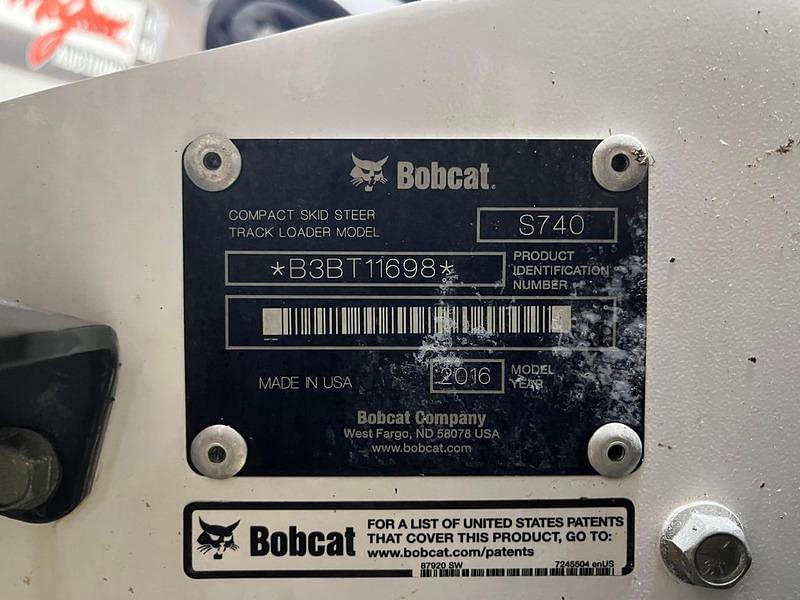 AUCTIONS
Bobcat.
COMPACT SKID STEER
TRACK LOADER MODEL
S740
*B3BT11698*
PRODUCT
IDENTIFICATION
NUMBER
MADE IN USA
2016
MODEL
YEAR
Bobcat Company
West Fargo, ND 58078 USA
www.bobcat.com
Bobcat
FOR A LIST OF UNITED STATES PATENTS
THAT COVER THIS PRODUCT, GO TO:
www.bobcat.com/patents
87920 SW
7245504 enUS